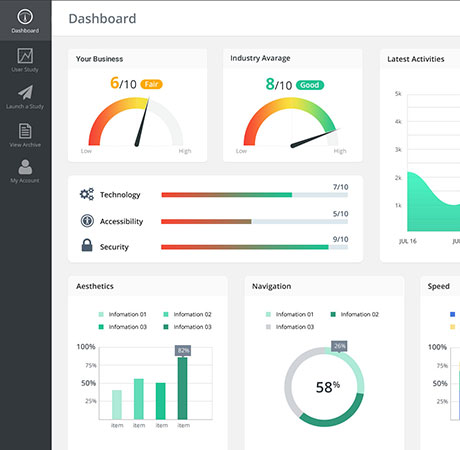 Dashboard
Dashboard
User Study
Launch a Study
View Archive
My Account
Your Business
6/10 Fair
Low High
Industry Avarage
8/10 Good
Low High
Latest Activities
5k
4k
3k
2k
1k
JUL 16 JUL
Technology 7/10
Accessibility 5/10
Security 9/10
Aesthetics
Infomation 01 Infomation 02
Infomation 03 Infomation 03
100%
75%
50%
25%
82%
item item item item
Navigation
Infomation 01 Infomation 02
Infomation 03
26%
58%
Speed
100%
75%
50%
25%